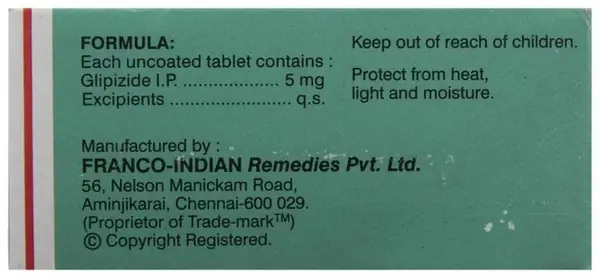 FORMULA:
Each uncoated tablet contains :
Glipizide I.P. ................... 5 mg
Excipients ........................ q.s.
Keep out of reach of children.
Protect from heat,
light and moisture.
Manufactured by :
FRANCO-INDIAN Remedies Pvt. Ltd.
56, Nelson Manickam Road,
Aminjikarai, Chennai-600 029.
(Proprietor of Trade-mark™)
© Copyright Registered.